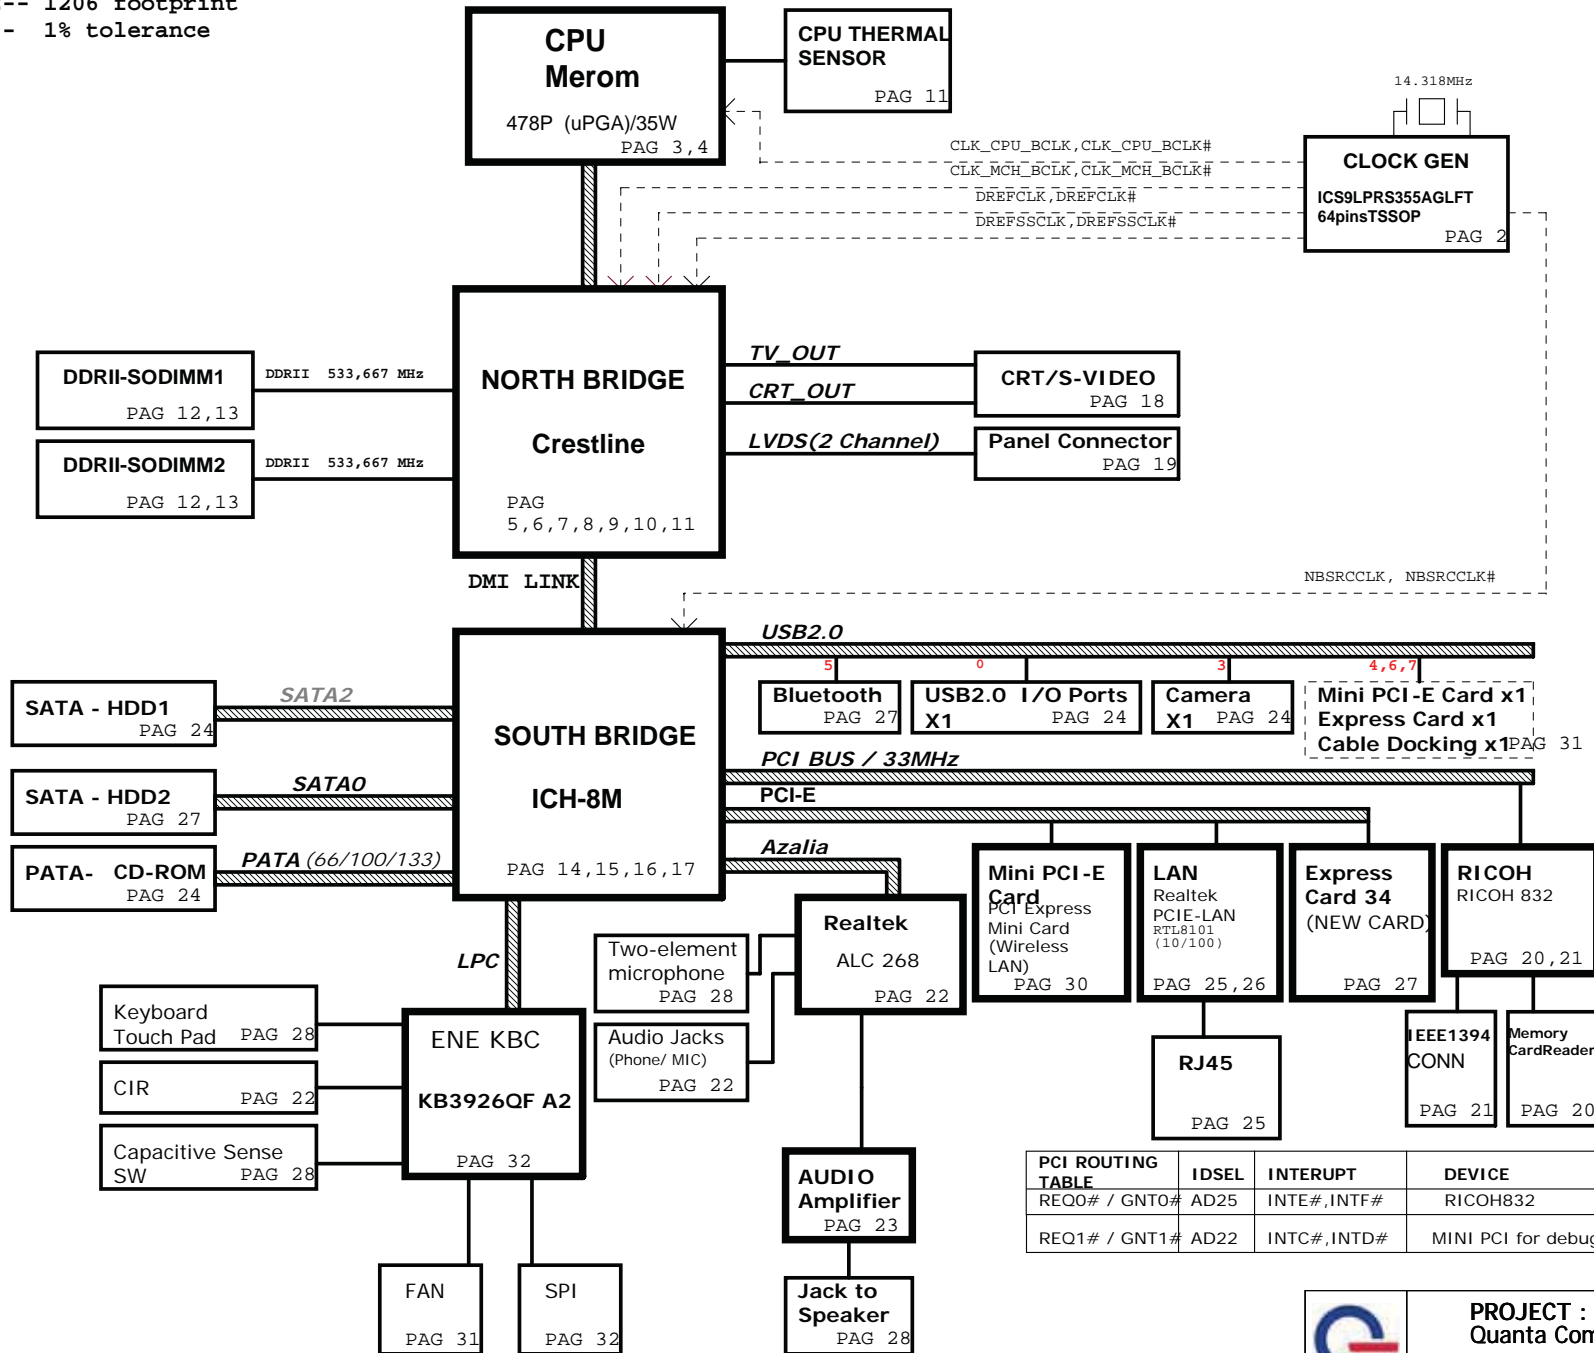 -- 1206 footprint
- 1% tolerance
CPU
Merom
478P (uPGA)/35W
PAG 3,4
CPU THERMAL
SENSOR
PAG 11
14.318MHz
CLOCK GEN
ICS9LPRS355AGLFT
64pinsTSSOP
PAG 2
CLK_CPU_BCLK,CLK_CPU_BCLK#
CLK_MCH_BCLK,CLK_MCH_BCLK#
DREFCLK,DREFCLK#
DREFSSCLK,DREFSSCLK#
DDRII-SODIMM1
PAG 12,13
DDRII 533,667 MHz
DDRII-SODIMM2
PAG 12,13
DDRII 533,667 MHz
NORTH BRIDGE
Crestline
PAG
5,6,7,8,9,10,11
TV_OUT
CRT_OUT
LVDS(2 Channel)
CRT/S-VIDEO
PAG 18
Panel Connector
PAG 19
DMI LINK
NBSRCCLK, NBSRCCLK#
SOUTH BRIDGE
ICH-8M
PAG 14,15,16,17
SATA - HDD1
PAG 24
SATA2
SATA - HDD2
PAG 27
SATA0
PATA- CD-ROM
PAG 24
PATA (66/100/133)
USB2.0
5
0
3
4,6,7
Bluetooth
PAG 27
USB2.0 I/O Ports
X1 PAG 24
Camera
X1 PAG 24
Mini PCI-E Card x1
Express Card x1
Cable Docking x1
PAG 31
PCI BUS / 33MHz
PCI-E
Azalia
Mini PCI-E
Card
PCI Express
Mini Card
(Wireless
LAN)
PAG 30
LAN
Realtek
PCIE-LAN
RTL8101
(10/100)
PAG 25,26
Express
Card 34
(NEW CARD)
PAG 27
RICOH
RICOH 832
PAG 20,21
Realtek
ALC 268
PAG 22
Two-element
microphone
PAG 28
Audio Jacks
(Phone/ MIC)
PAG 22
LPC
Keyboard
Touch Pad PAG 28
CIR
PAG 22
Capacitive Sense
SW PAG 28
ENE KBC
KB3926QF A2
PAG 32
RJ45
PAG 25
IEEE1394
CONN
PAG 21
Memory
CardReader
PAG 20
AUDIO
Amplifier
PAG 23
Jack to
Speaker
PAG 28
FAN
PAG 31
SPI
PAG 32
PCI ROUTING
TABLE IDSEL INTERUPT DEVICE
REQ0# / GNT0# AD25 INTE#,INTF# RICOH832
REQ1# / GNT1# AD22 INTC#,INTD# MINI PCI for debug
PROJECT :
Quanta Com